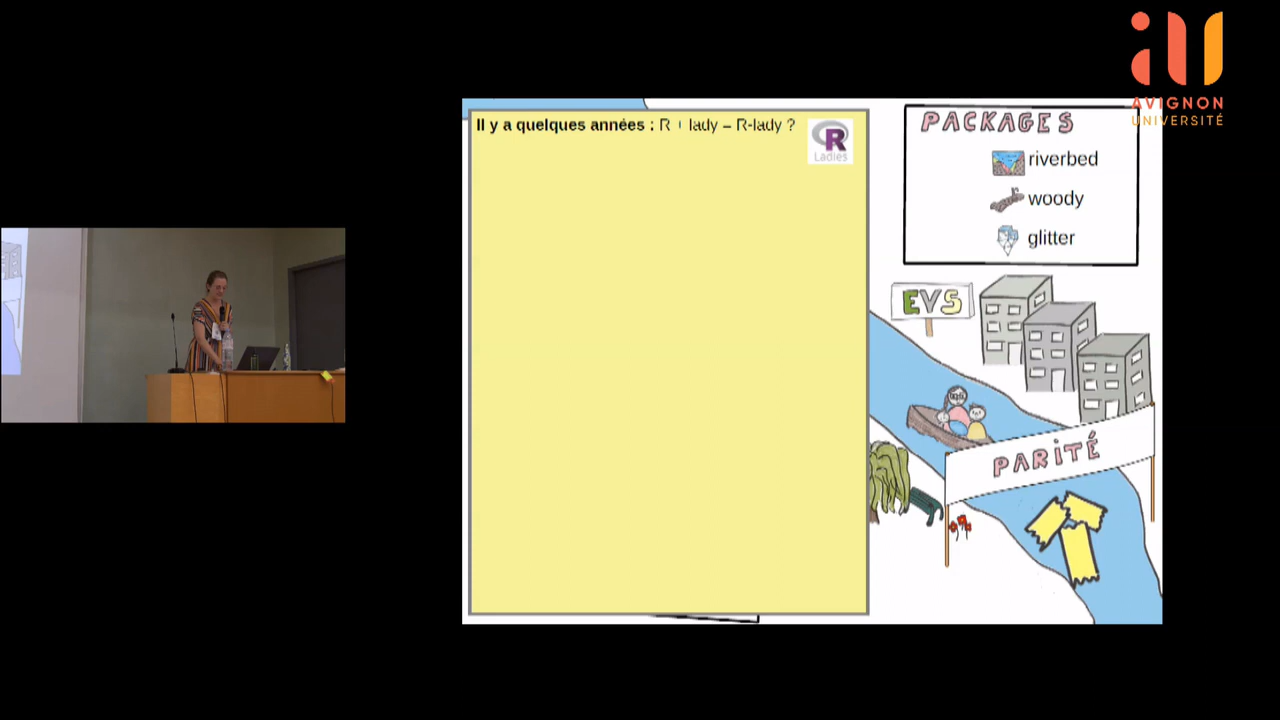 Il y a quelques années : R + lady = R-lady ?
R
Ladies
PACKAGES
riverbed
woody
glitter
EVS
PARITÉ
AVIGNON
UNIVERSITÉ